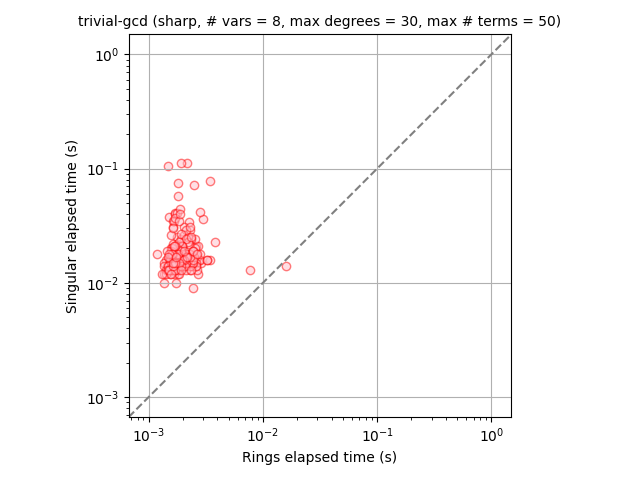 trivial-gcd (sharp, # vars = 8, max degrees = 30, max # terms = 50)
Singular elapsed time (s)
10⁰
10⁻¹
10⁻²
10⁻³
10⁻³ 10⁻² 10⁻¹ 10⁰
Rings elapsed time (s)